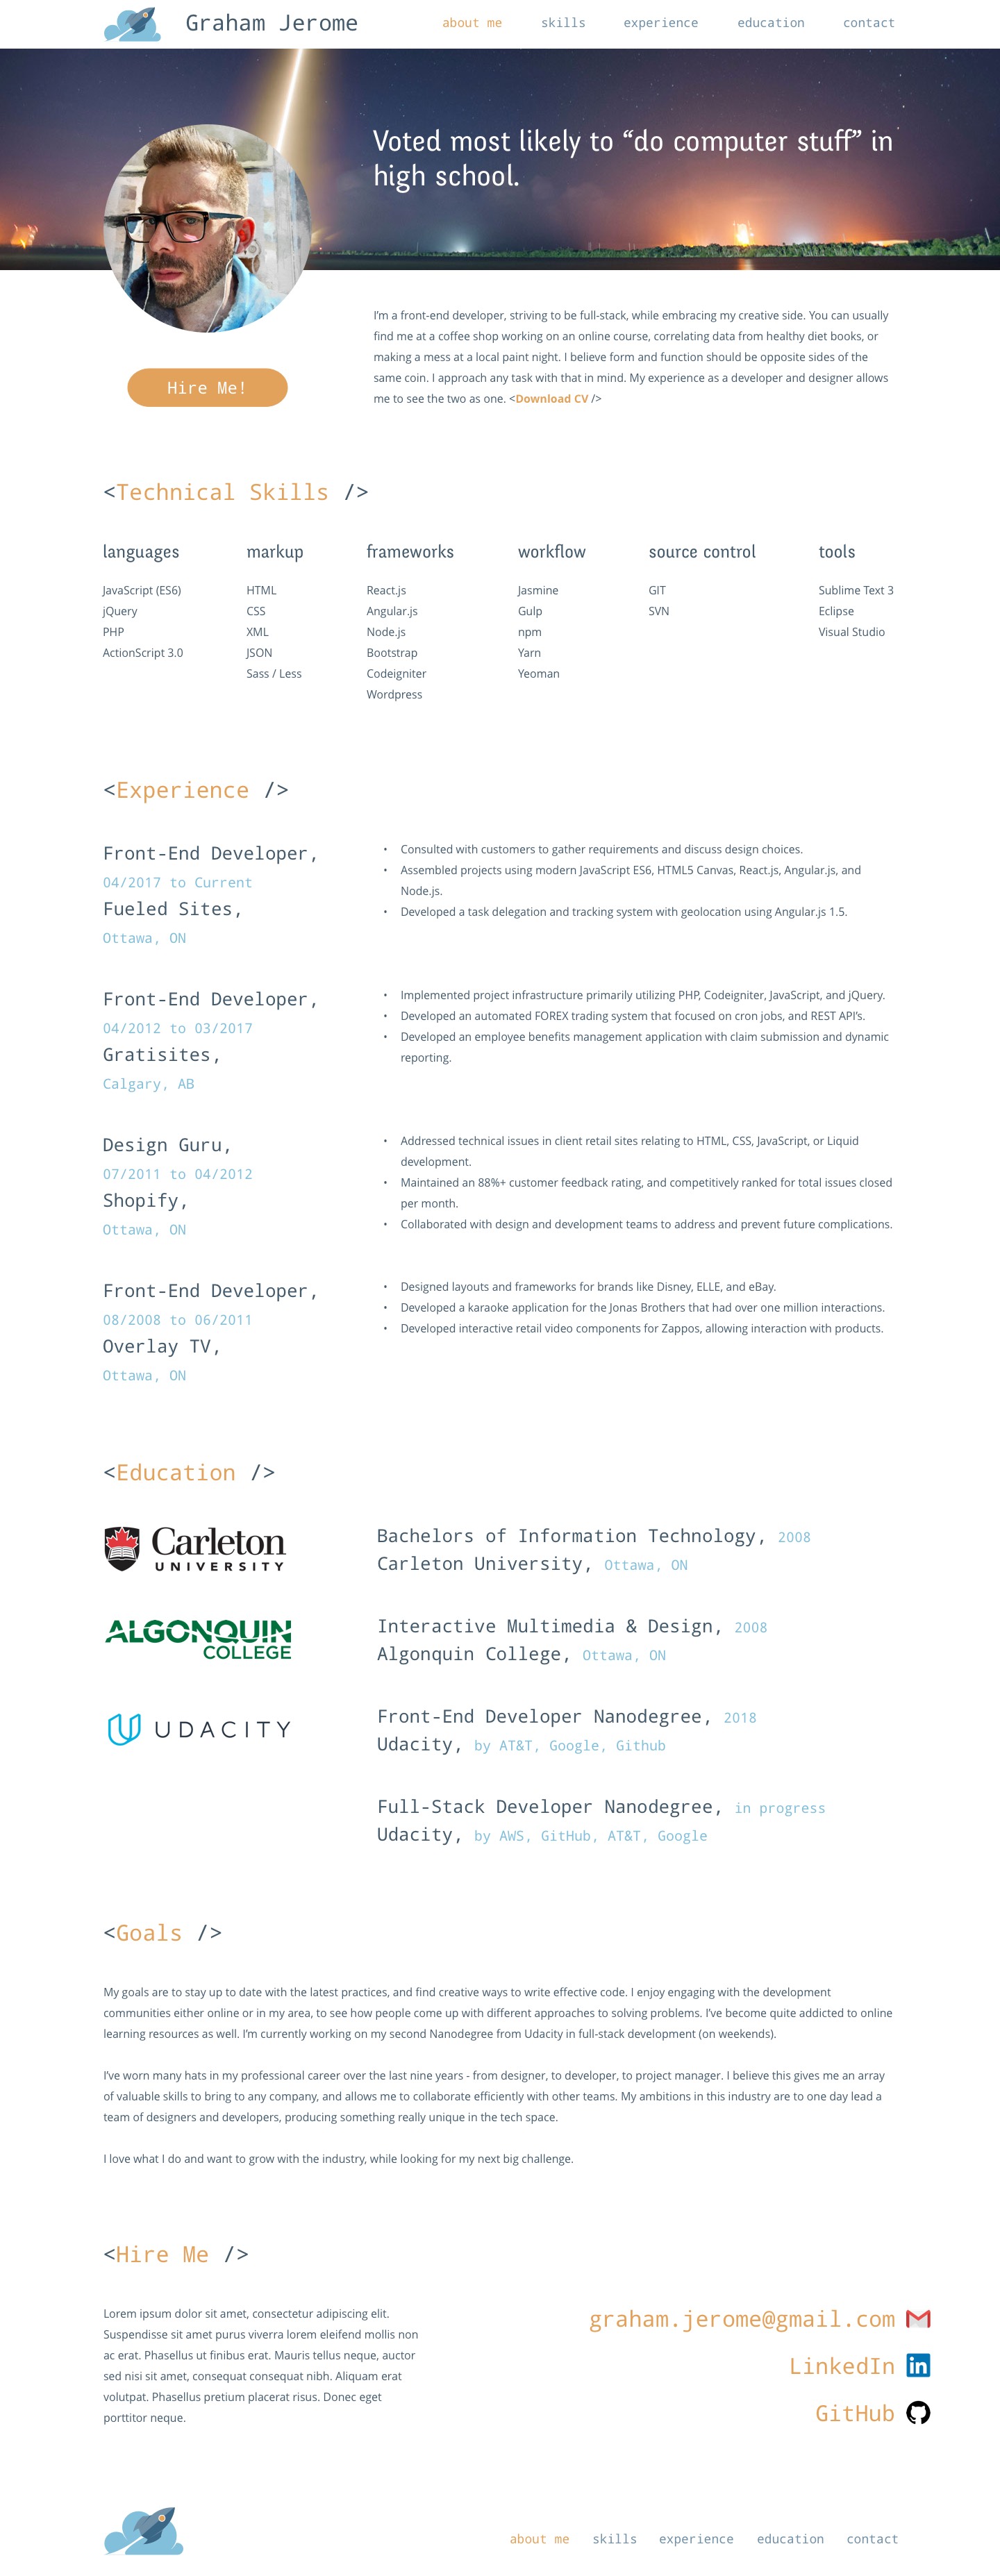 Graham Jerome
about me skills experience education contact
Voted most likely to “do computer stuff” in
high school.
I’m a front-end developer, striving to be full-stack, while embracing my creative side. You can usually
find me at a coffee shop working on an online course, correlating data from healthy diet books, or
making a mess at a local paint night. I believe form and function should be opposite sides of the
same coin. I approach any task with that in mind. My experience as a developer and designer allows
me to see the two as one. <Download CV />
Hire Me!
<Technical Skills />
languages
JavaScript (ES6)
jQuery
PHP
ActionScript 3.0
markup
HTML
CSS
XML
JSON
Sass / Less
frameworks
React.js
Angular.js
Node.js
Bootstrap
Codeigniter
Wordpress
workflow
Jasmine
Gulp
npm
Yarn
Yeoman
source control
GIT
SVN
tools
Sublime Text 3
Eclipse
Visual Studio
<Experience />
Front-End Developer,
04/2017 to Current
Fueled Sites,
Ottawa, ON
• Consulted with customers to gather requirements and discuss design choices.
• Assembled projects using modern JavaScript ES6, HTML5 Canvas, React.js, Angular.js, and
Node.js.
• Developed a task delegation and tracking system with geolocation using Angular.js 1.5.
Front-End Developer,
04/2012 to 03/2017
Gratisites,
Calgary, AB
• Implemented project infrastructure primarily utilizing PHP, Codeigniter, JavaScript, and jQuery.
• Developed an automated FOREX trading system that focused on cron jobs, and REST API’s.
• Developed an employee benefits management application with claim submission and dynamic
reporting.
Design Guru,
07/2011 to 04/2012
Shopify,
Ottawa, ON
• Addressed technical issues in client retail sites relating to HTML, CSS, JavaScript, or Liquid
development.
• Maintained an 88%+ customer feedback rating, and competitively ranked for total issues closed
per month.
• Collaborated with design and development teams to address and prevent future complications.
Front-End Developer,
08/2008 to 06/2011
Overlay TV,
Ottawa, ON
• Designed layouts and frameworks for brands like Disney, ELLE, and eBay.
• Developed a karaoke application for the Jonas Brothers that had over one million interactions.
• Developed interactive retail video components for Zappos, allowing interaction with products.
<Education />
Carleton
UNIVERSITY
Bachelors of Information Technology, 2008
Carleton University, Ottawa, ON
ALGONQUIN
COLLEGE
Interactive Multimedia & Design, 2008
Algonquin College, Ottawa, ON
UDACITY
Front-End Developer Nanodegree, 2018
Udacity, by AT&T, Google, Github
Full-Stack Developer Nanodegree, in progress
Udacity, by AWS, GitHub, AT&T, Google
<Goals />
My goals are to stay up to date with the latest practices, and find creative ways to write effective code. I enjoy engaging with the development
communities either online or in my area, to see how people come up with different approaches to solving problems. I’ve become quite addicted to online
learning resources as well. I’m currently working on my second Nanodegree from Udacity in full-stack development (on weekends).
I’ve worn many hats in my professional career over the last nine years - from designer, to developer, to project manager. I believe this gives me an array
of valuable skills to bring to any company, and allows me to collaborate efficiently with other teams. My ambitions in this industry are to one day lead a
team of designers and developers, producing something really unique in the tech space.
I love what I do and want to grow with the industry, while looking for my next big challenge.
<Hire Me />
Lorem ipsum dolor sit amet, consectetur adipiscing elit.
Suspendisse sit amet purus viverra lorem eleifend mollis non
ac erat. Phasellus ut finibus erat. Mauris tellus neque, auctor
sed nisi sit amet, consequat consequat nibh. Aliquam erat
volutpat. Phasellus pretium placerat risus. Donec eget
porttitor neque.
graham.jerome@gmail.com
LinkedIn in
GitHub
about me skills experience education contact